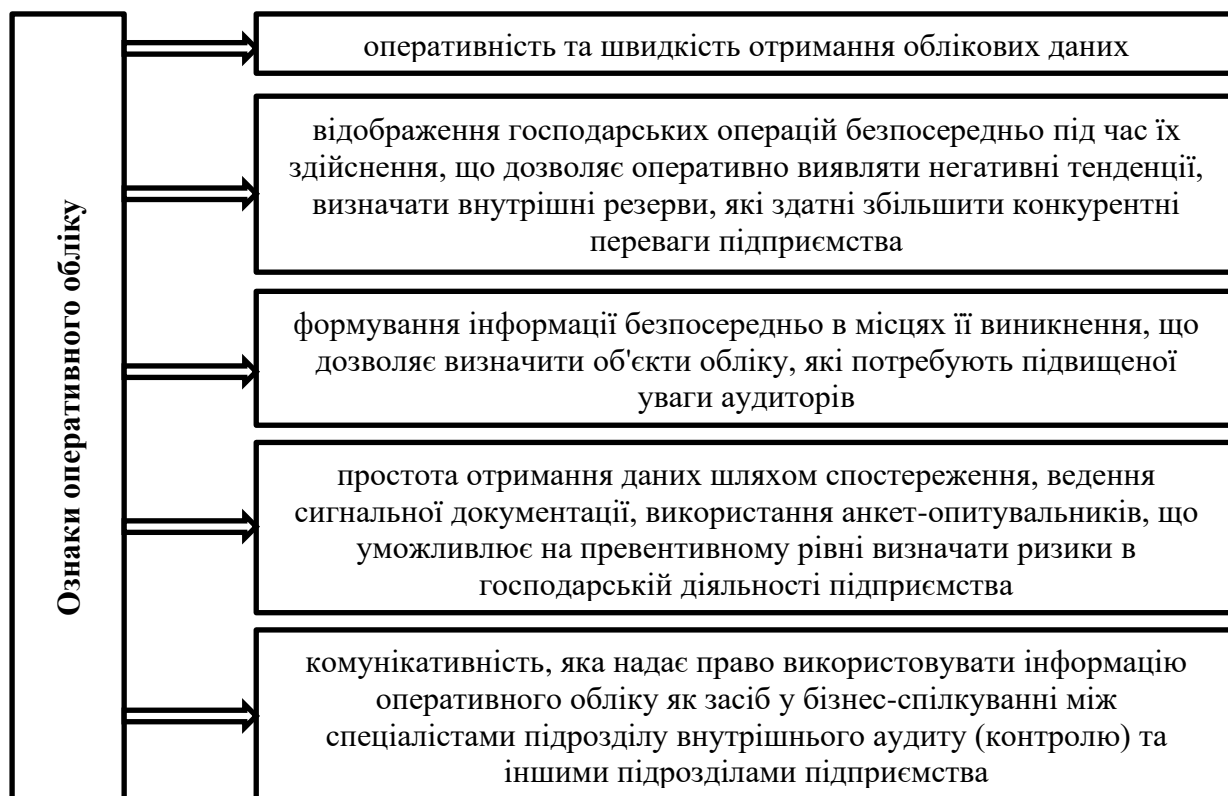 Ознаки оперативного обліку
оперативність та швидкість отримання облікових даних
відображення господарських операцій безпосередньо під час їх
здійснення, що дозволяє оперативно виявляти негативні тенденції,
визначати внутрішні резерви, які здатні збільшити конкурентні
переваги підприємства
формування інформації безпосередньо в місцях її виникнення, що
дозволяє визначити об'єкти обліку, які потребують підвищеної
уваги аудиторів
простота отримання даних шляхом спостереження, ведення
сигнальної документації, використання анкет-опитувальників, що
уможливлює на превентивному рівні визначати ризики в
господарській діяльності підприємства
комунікативність, яка надає право використовувати інформацію
оперативного обліку як засіб у бізнес-спілкуванні між
спеціалістами підрозділу внутрішнього аудиту (контролю) та
іншими підрозділами підприємства